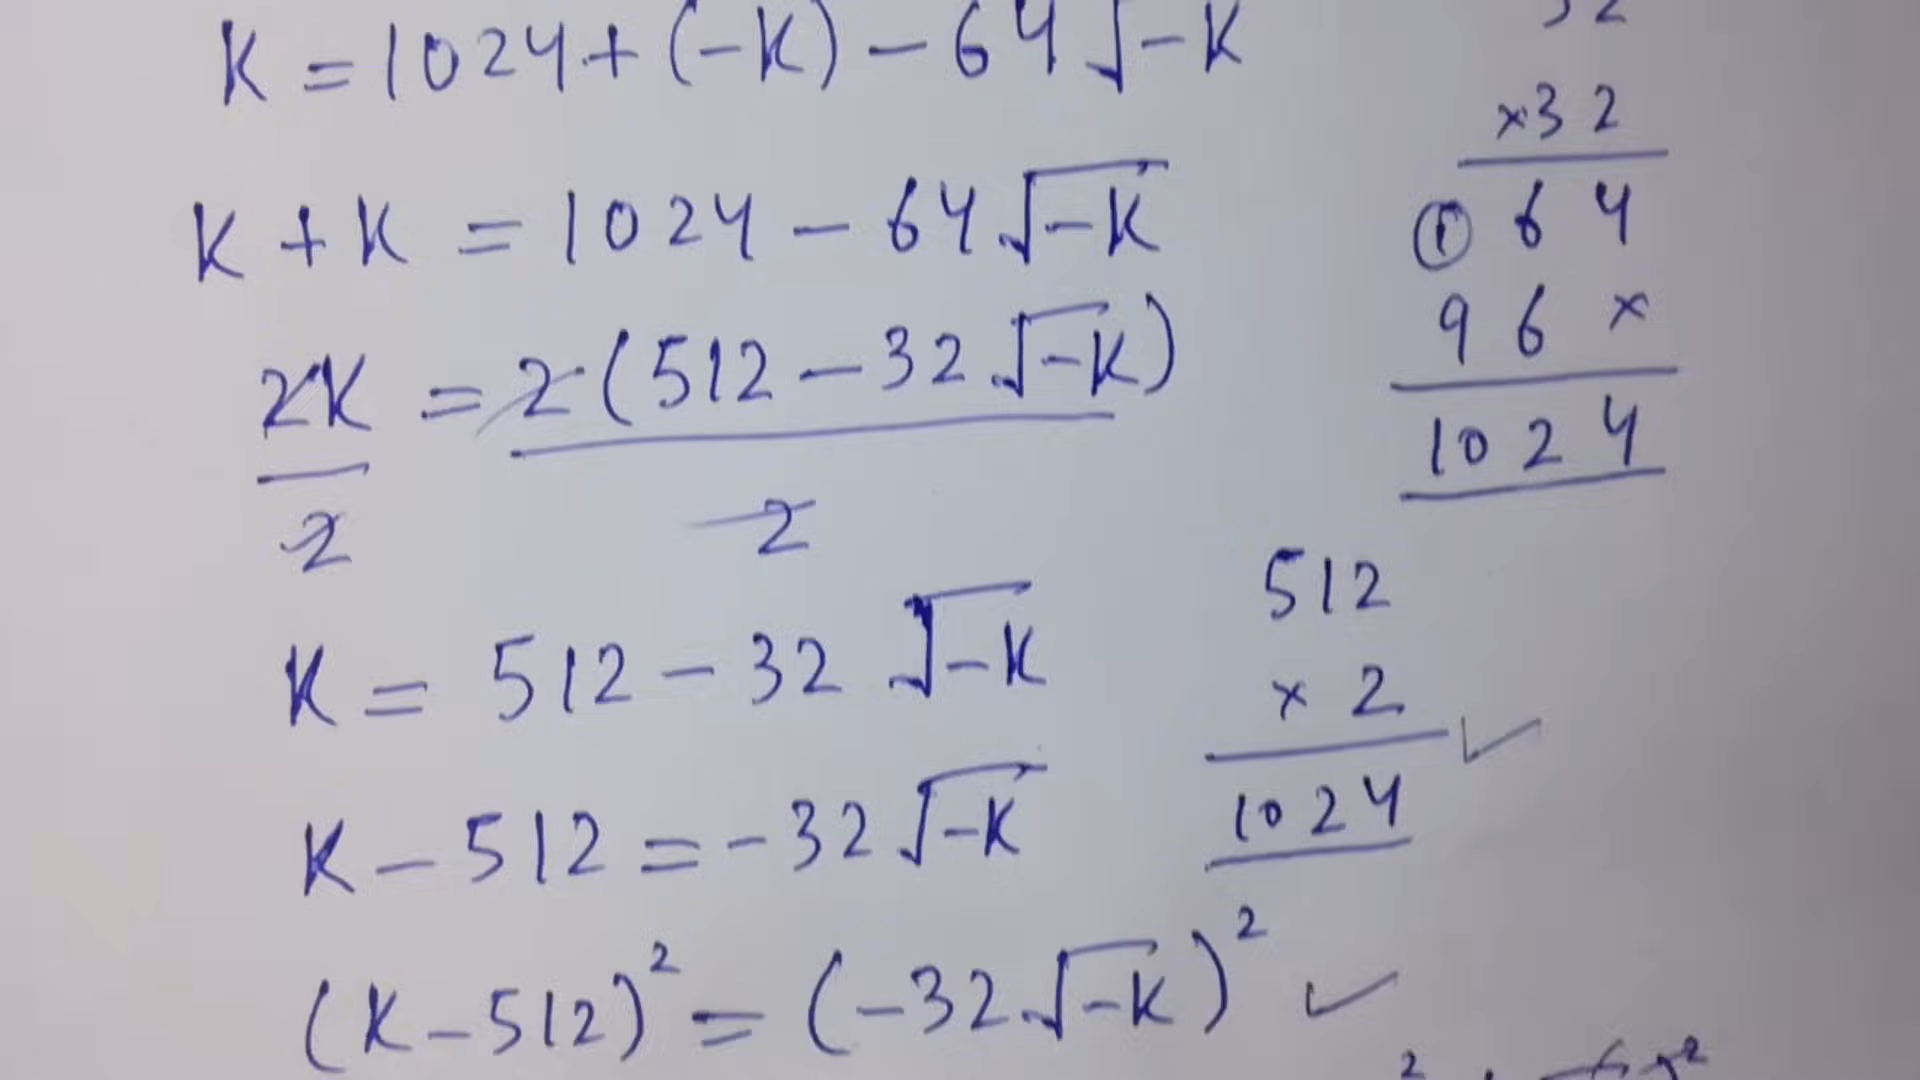 K = 1024 + (-K) - 64√-K
K + K = 1024 - 64√-K
2K = 2(512 - 32√-K)
2 2
K = 512 - 32√-K
K - 512 = -32√-K
(K - 512)² = (-32√-K)² ✓
32
×32
① 64
96×
1024
512
× 2 ✓
1024